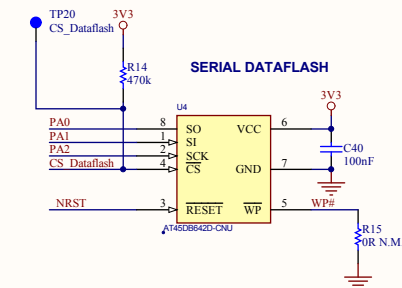 TP20 3V3
CS_Dataflash
R14
470k
SERIAL DATAFLASH
U4
3V3
PA0 8 SO VCC 6
PA1 1 SI
PA2 2 SCK
C40
100nF
CS_Dataflash 4 CS GND 7
NRST 3 RESET WP 5 WP#
AT45DB642D-CNU
R15
0R N.M.